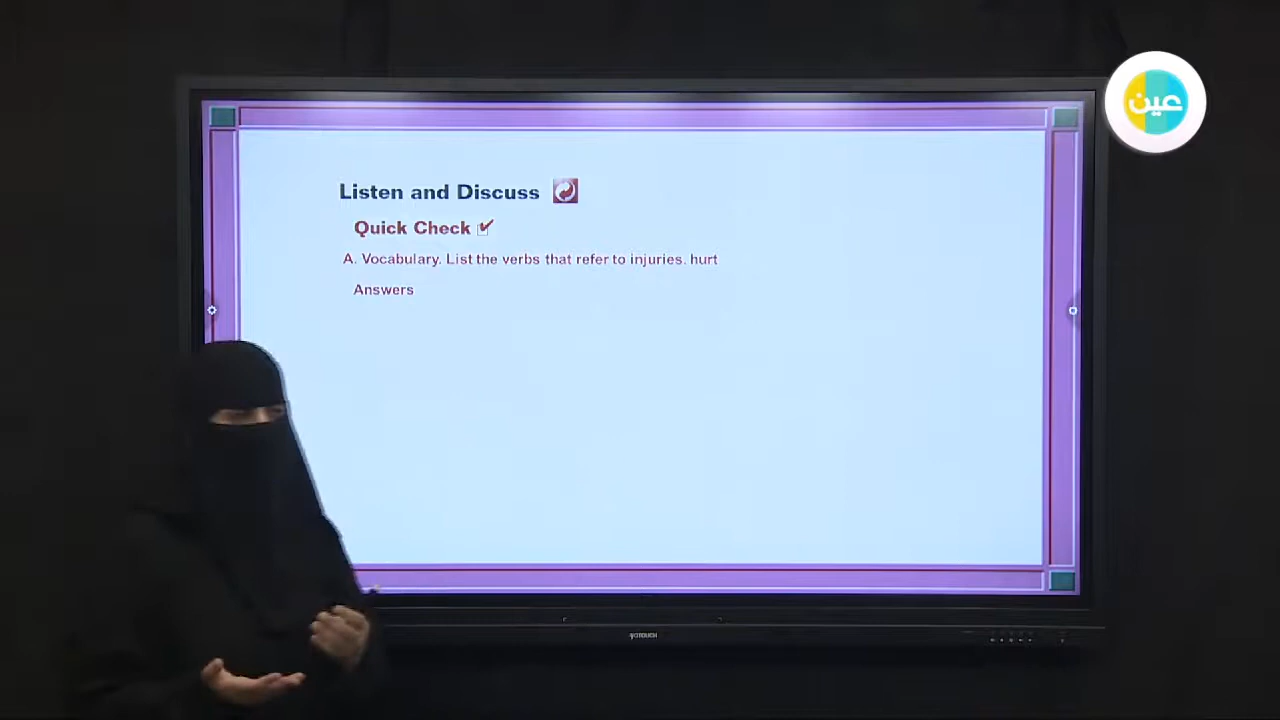 عين
Listen and Discuss
Quick Check
A. Vocabulary. List the verbs that refer to injuries. hurt
Answers